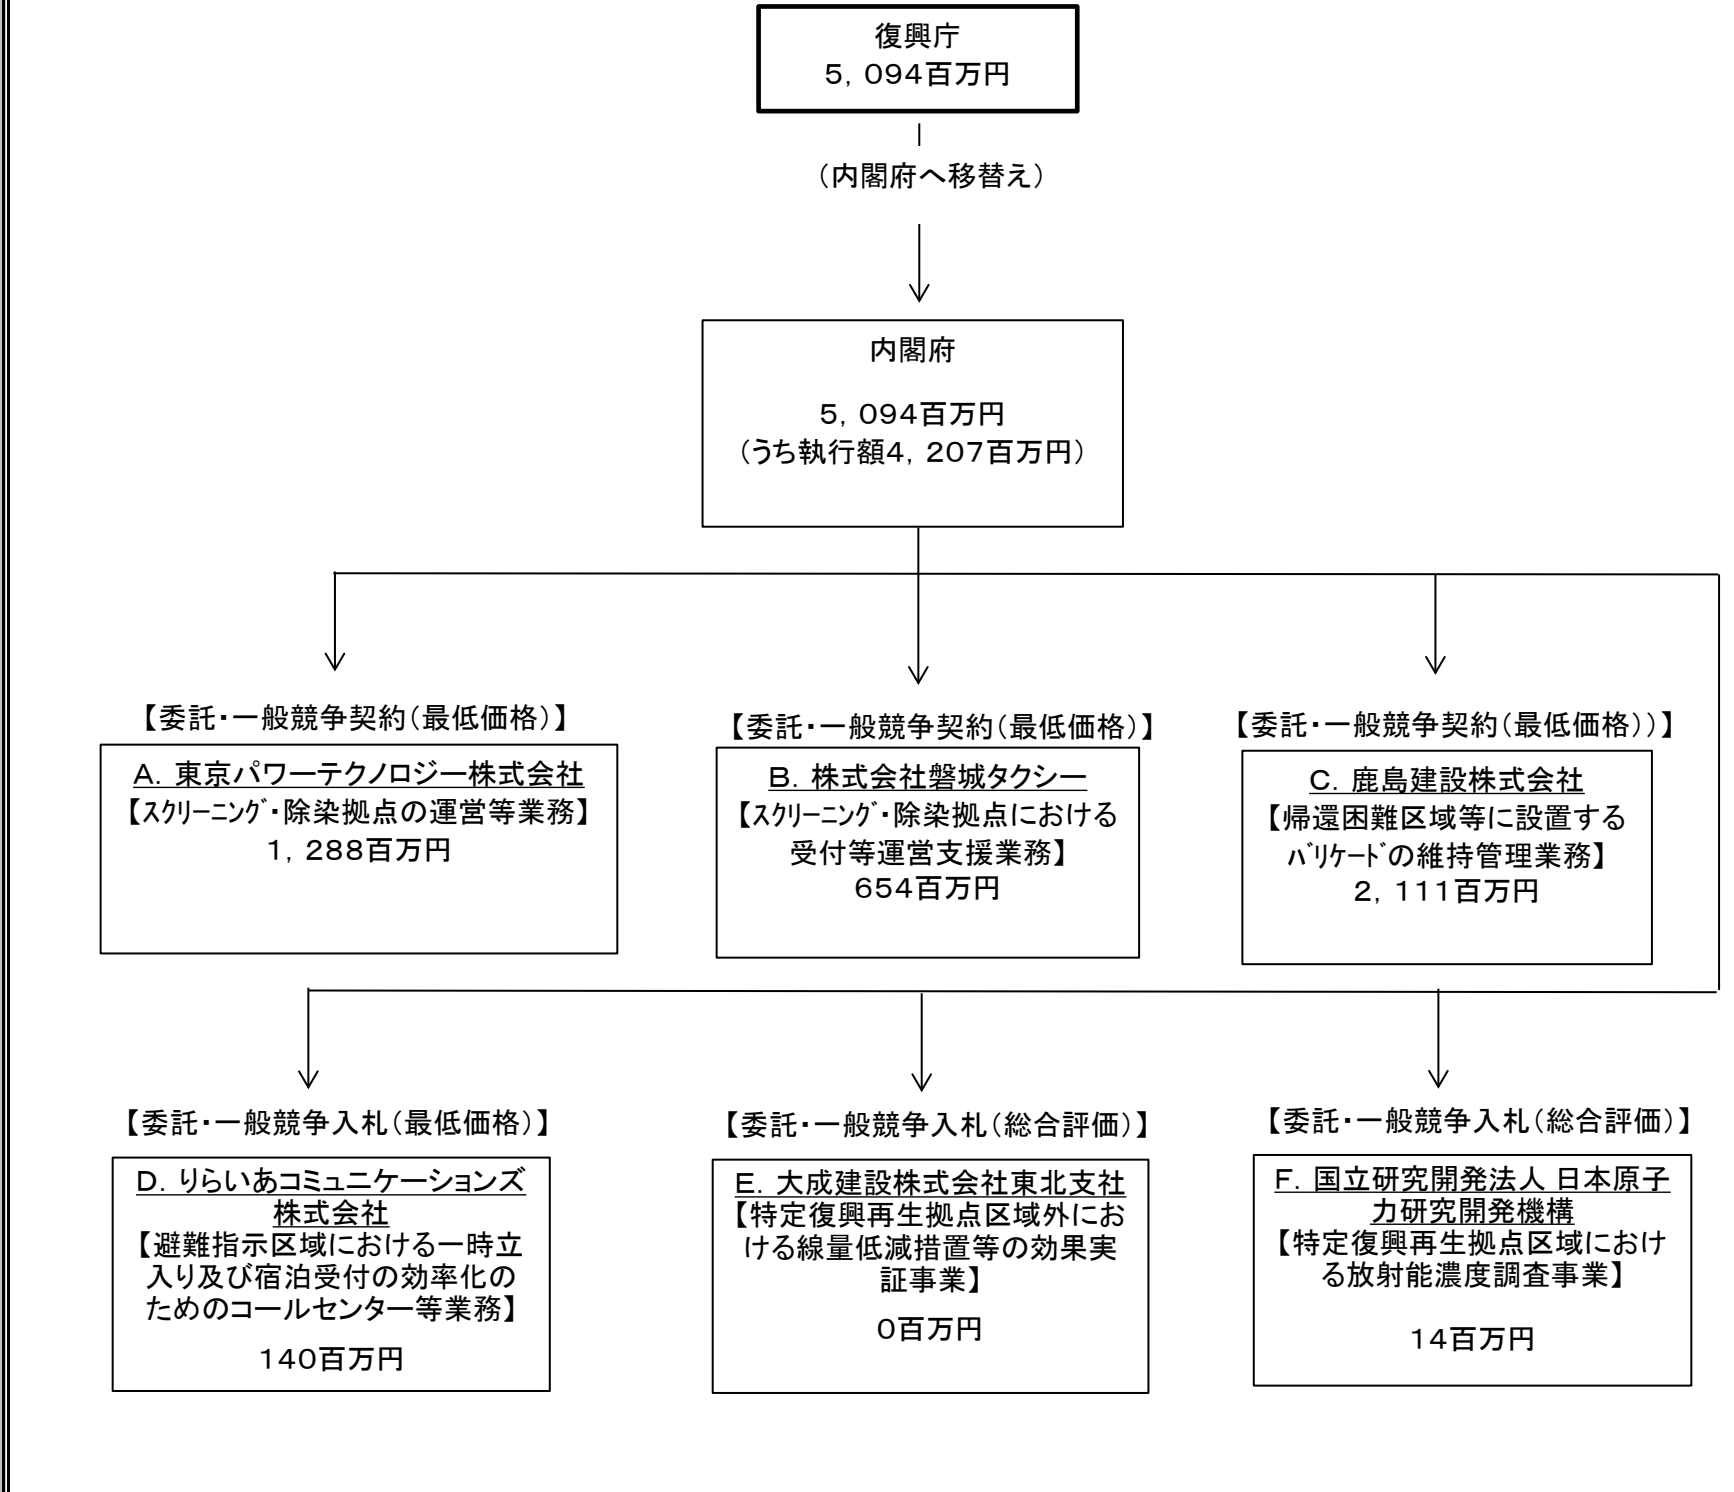 復興庁
５，０９４百万円
（内閣府へ移替え）
内閣府
５，０９４百万円
（うち執行額４，２０７百万円）
【委託・一般競争契約（最低価格）】
【委託・一般競争契約（最低価格）】
【委託・一般競争契約（最低価格））】
Ａ．東京パワーテクノロジー株式会社
【ｽｸﾘｰﾆﾝｸﾞ・除染拠点の運営等業務】
１，２８８百万円
Ｂ．株式会社磐城タクシー
【ｽｸﾘｰﾆﾝｸﾞ・除染拠点における
受付等運営支援業務】
６５４百万円
Ｃ．鹿島建設株式会社
【帰還困難区域等に設置する
ﾊﾞﾘｹｰﾄﾞの維持管理業務】
２，１１１百万円
【委託・一般競争入札（最低価格）】
【委託・一般競争入札（総合評価）】
【委託・一般競争入札（総合評価）】
Ｄ．りらいあコミュニケーションズ
株式会社
【避難指示区域における一時立
入り及び宿泊受付の効率化の
ためのコールセンター等業務】
１４０百万円
Ｅ．大成建設株式会社東北支社
【特定復興再生拠点区域外にお
ける線量低減措置等の効果実
証事業】
０百万円
Ｆ．国立研究開発法人 日本原子
力研究開発機構
【特定復興再生拠点区域におけ
る放射能濃度調査事業】
１４百万円